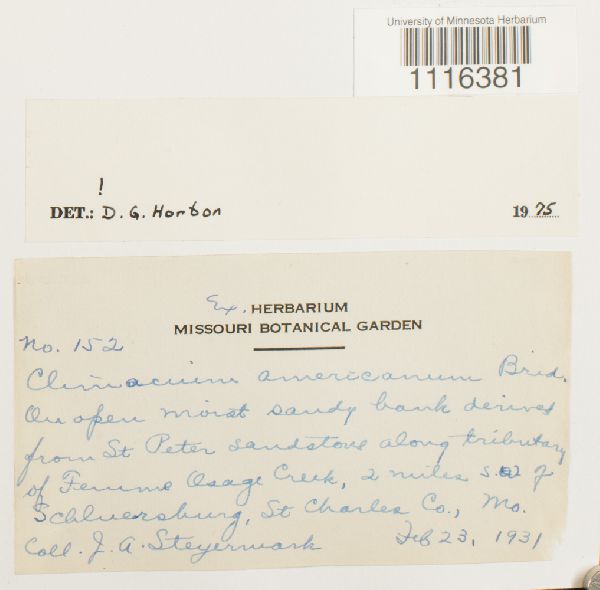 University of Minnesota Herbarium
1116381
!
DET.: D. G. Horton 1975
Ex. HERBARIUM
MISSOURI BOTANICAL GARDEN
No. 152
Climacium americanum Brid.
On open moist sandy bank derived
from St Peter sandstone along tributary
of Femme Osage Creek, 2 miles s.w of
Schluersburg, St Charles Co., Mo.
Coll. J. A. Steyermark Feb 23, 1931